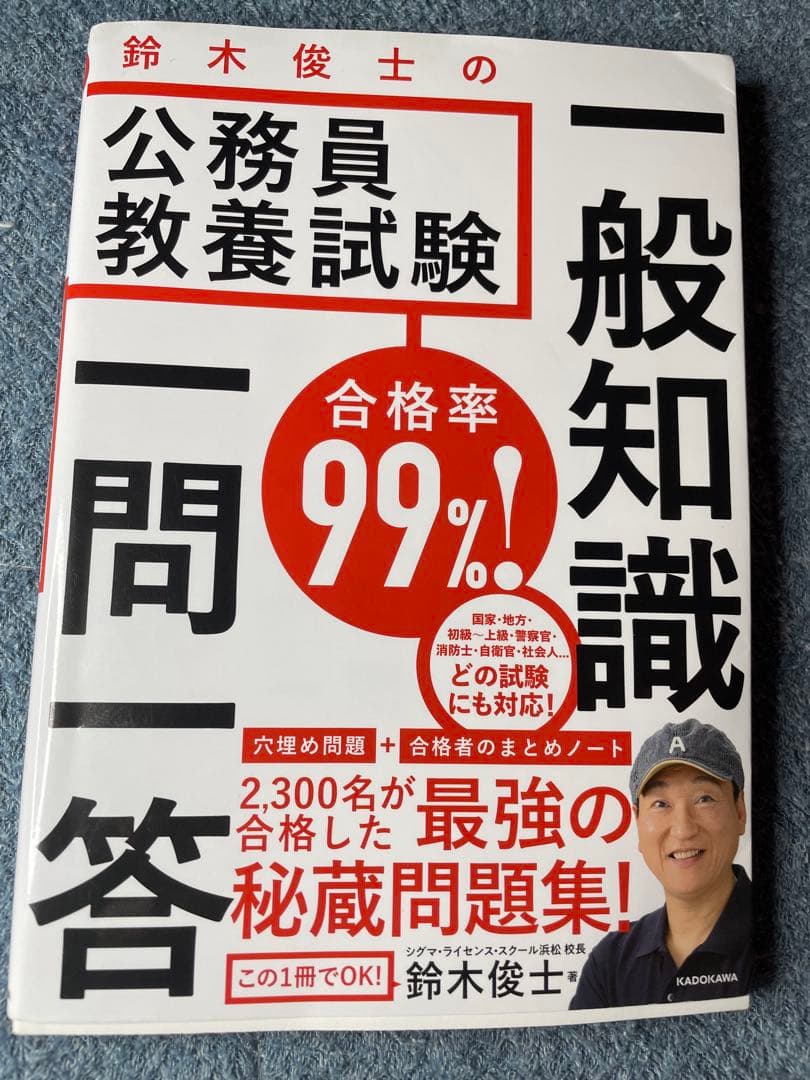 鈴木俊士の
公務員
教養試験
一般知識
一問一答
合格率
99%!
国家・地方・
初級～上級・警察官・
消防士・自衛官・社会人…
どの試験
にも対応!
穴埋め問題+合格者のまとめノート
2,300名が
合格した
最強の
秘蔵問題集!
この1冊でOK!
シグマ・ライセンス・スクール浜松 校長
鈴木俊士 著
A
KADOKAWA